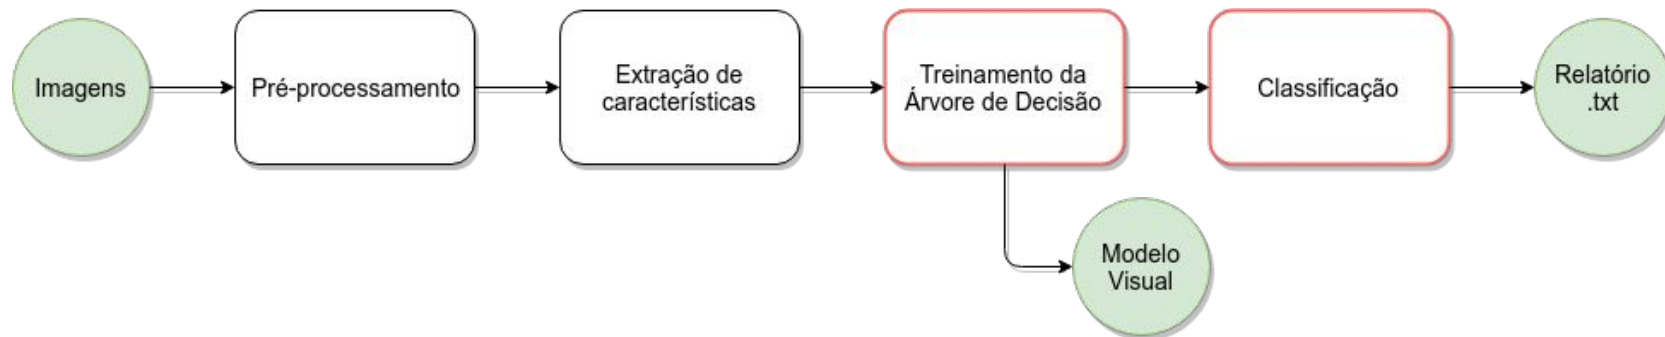 Imagens
Pré-processamento
Extração de
características
Treinamento da
Árvore de Decisão
Classificação
Relatório
.txt
Modelo
Visual